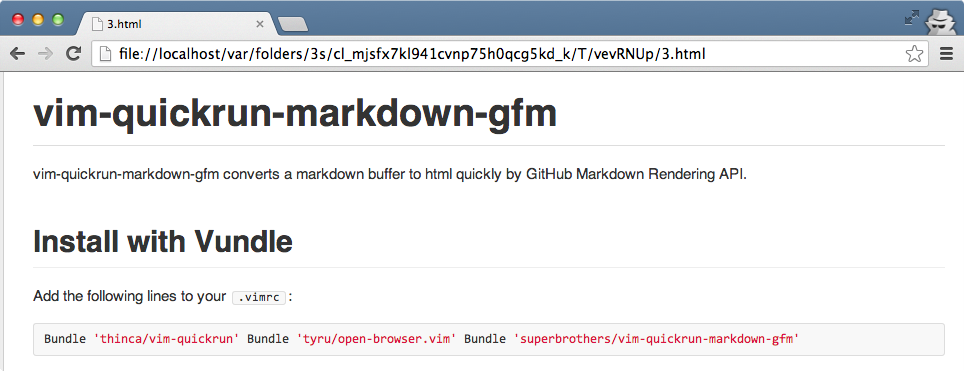 3.html
file://localhost/var/folders/3s/cl_mjsfx7kl941cvnp75h0qcg5kd_k/T/vevRNUp/3.html
vim-quickrun-markdown-gfm
vim-quickrun-markdown-gfm converts a markdown buffer to html quickly by GitHub Markdown Rendering API.
Install with Vundle
Add the following lines to your .vimrc :
Bundle 'thinca/vim-quickrun' Bundle 'tyru/open-browser.vim' Bundle 'superbrothers/vim-quickrun-markdown-gfm'